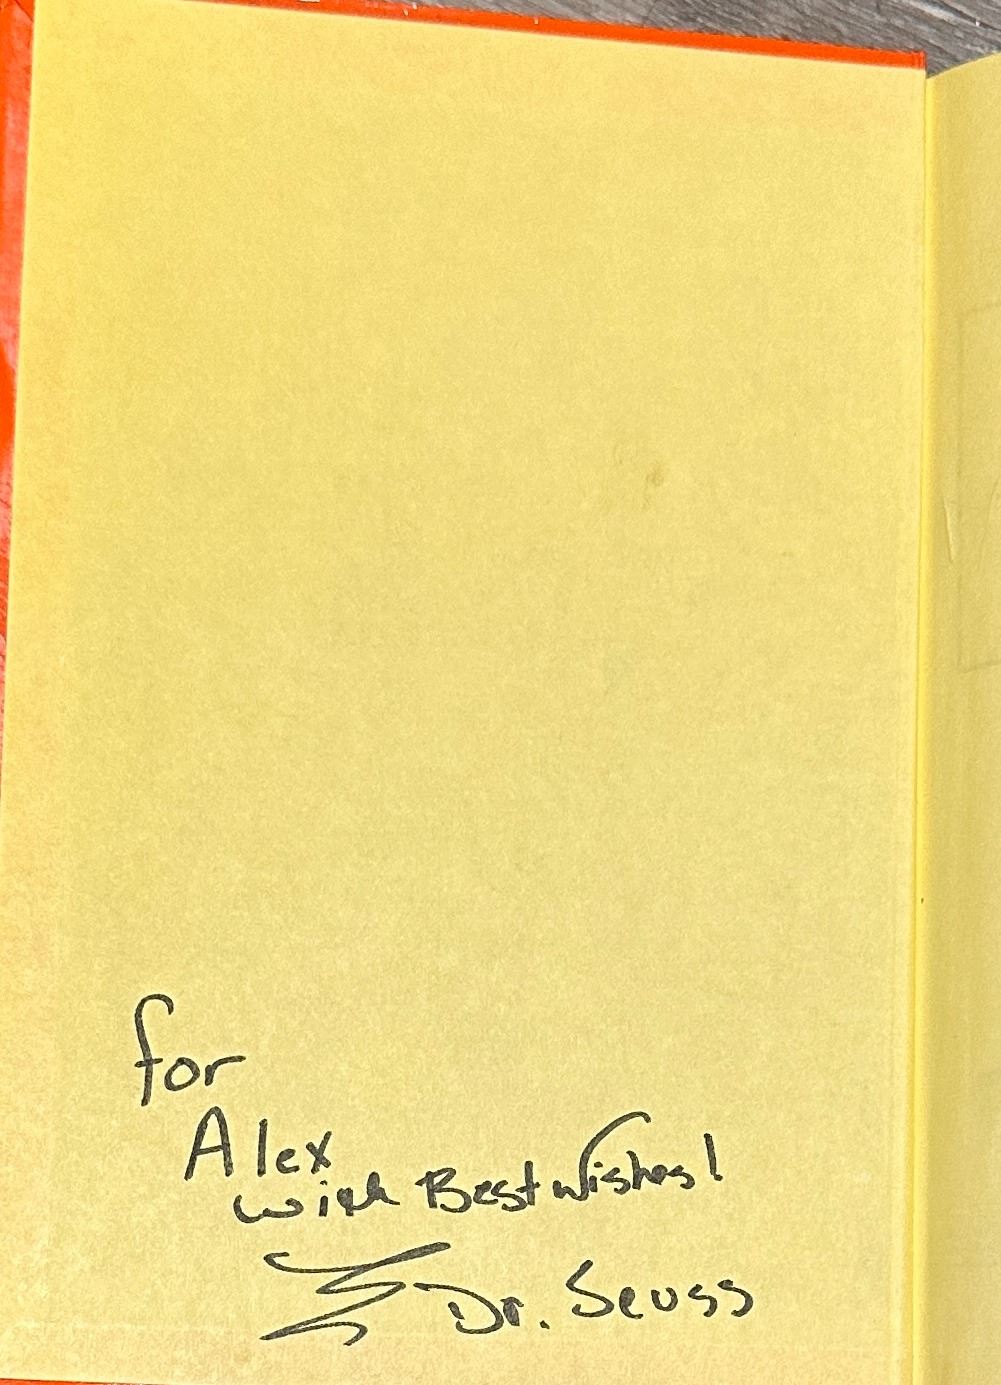 for
Alex
with Best Wishes!
Dr. Seuss